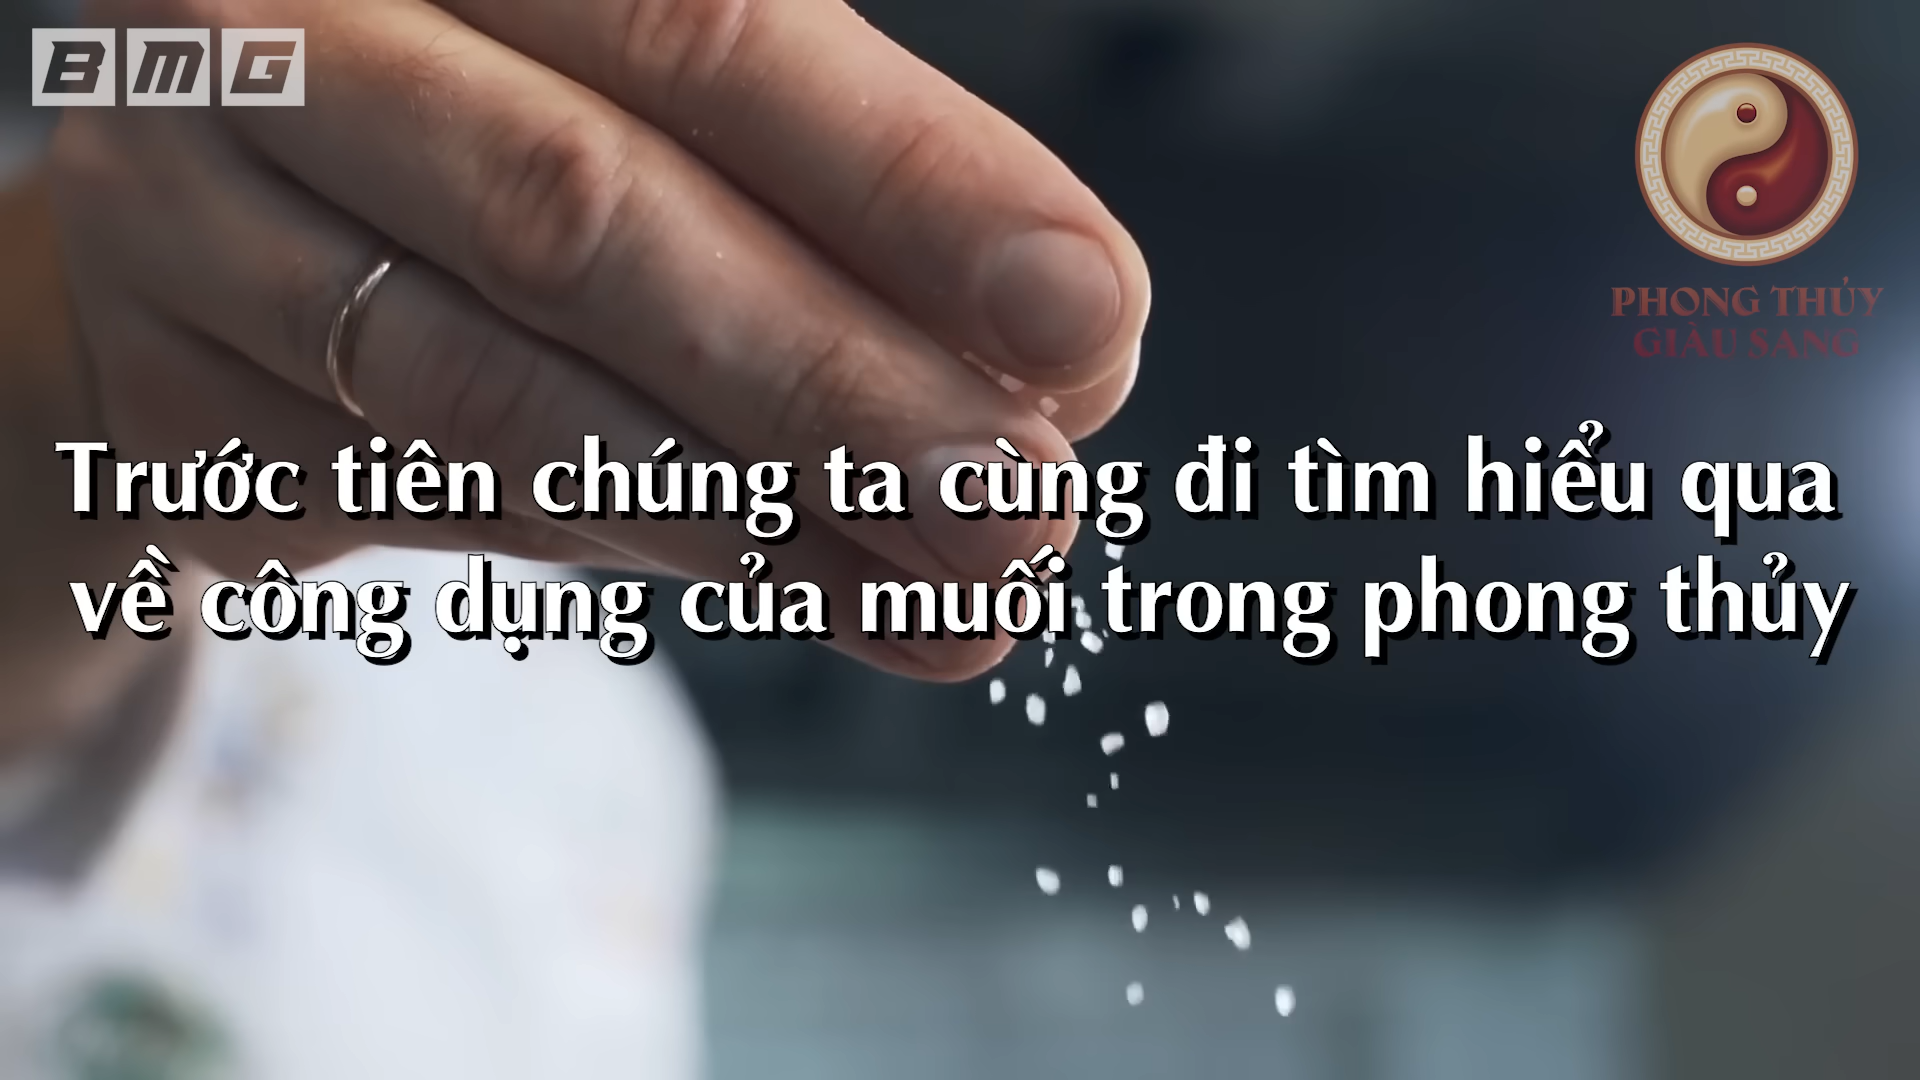 BMG
PHONG THỦY
GIÀU SANG
Trước tiên chúng ta cùng đi tìm hiểu qua
về công dụng của muối trong phong thủy